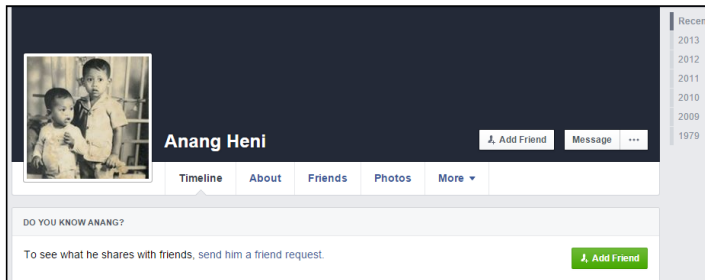 Recen
2013
2012
2011
2010
2009
1979
Anang Heni
Add Friend
Message
Timeline
About
Friends
Photos
More
DO YOU KNOW ANANG?
To see what he shares with friends, send him a friend request.
Add Friend